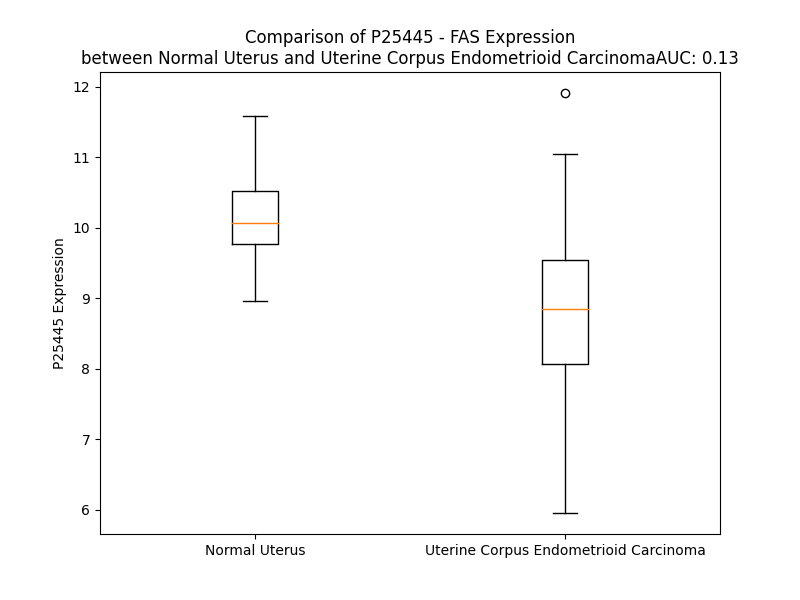 Comparison of P25445 - FAS Expression
between Normal Uterus and Uterine Corpus Endometrioid CarcinomaAUC: 0.13
12
11
10
9
8
7
6
P25445 Expression
Normal Uterus
Uterine Corpus Endometrioid Carcinoma